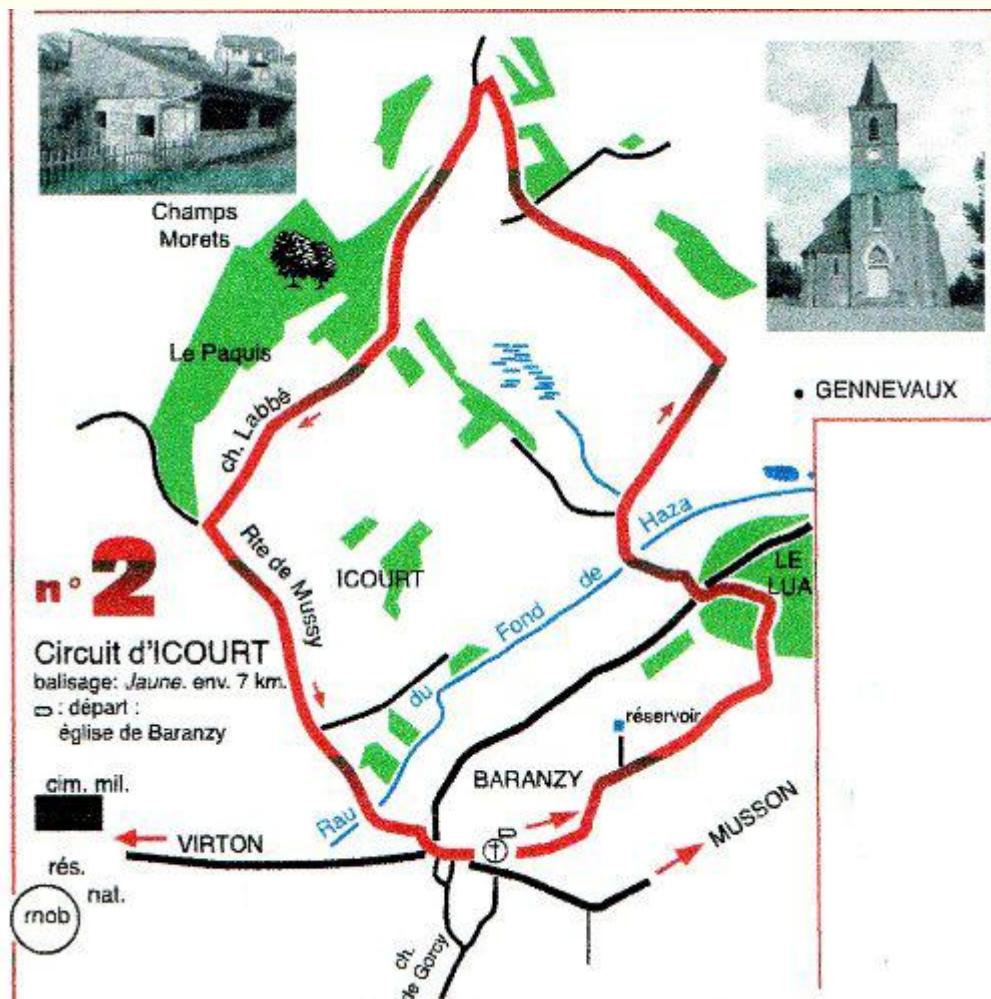 Champs
Morets
Le Paquis
GENNEVAUX
ch. Labbé
Haza
LE
LUA
n° 2
Rte de Mussy
ICOURT
Rau du Fond de
Circuit d'ICOURT
balisage: Jaune. env. 7 km.
: départ :
église de Baranzy
réservoir
BARANZY
MUSSON
cim. mil.
VIRTON
rés.
nat.
rnob
ch.
de Gorcy